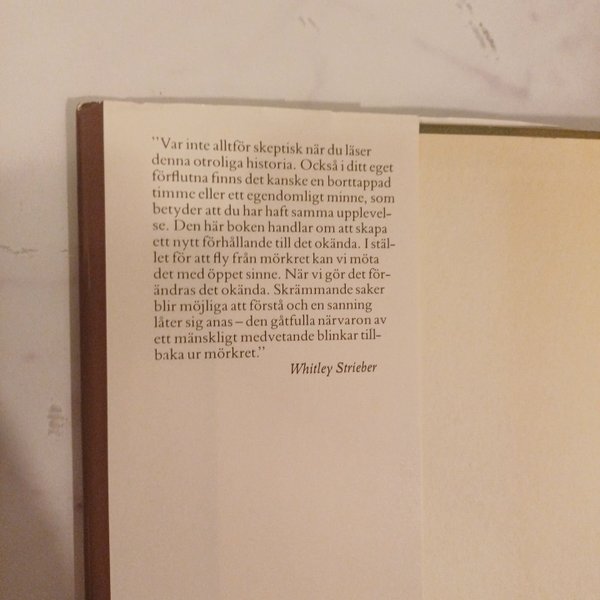 ”Var inte alltför skeptisk när du läser
denna otroliga historia. Också i ditt eget
förflutna finns det kanske en borttappad
timme eller ett egendomligt minne, som
betyder att du har haft samma upplevel-
se. Den här boken handlar om att skapa
ett nytt förhållande till det okända. I stäl-
let för att fly från mörkret kan vi möta
det med öppet sinne. När vi gör det för-
ändras det okända. Skrämmande saker
blir möjliga att förstå och en sanning
låter sig anas – den gåtfulla närvaron av
ett mänskligt medvetande blinkar till-
baka ur mörkret.”
Whitley Strieber